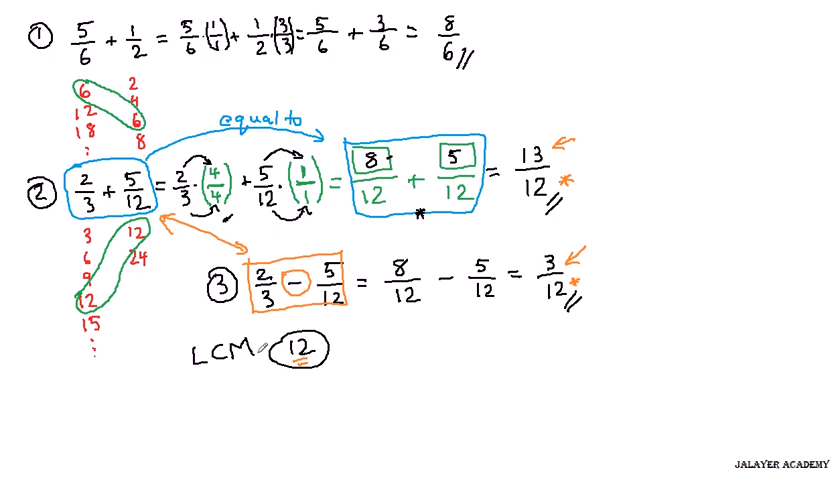 ① 5/6 + 1/2 = 5/6 · (1/1) + 1/2 · (3/3) = 5/6 + 3/6 = 8/6 //
6 2
12 4
18 6
⋮ 8
equal to
② 2/3 + 5/12 = 2/3 · (4/4) + 5/12 · (1/1) = 8/12 + 5/12 = 13/12 * //
*
3 12
6 24
9
12
15
⋮
③ 2/3 − 5/12 = 8/12 − 5/12 = 3/12 * //
LCM 12
JALAYER ACADEMY